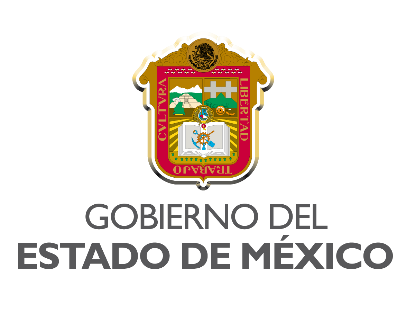 CVLTVRA
LIBERTAD
TRABAJO
GOBIERNO DEL
ESTADO DE MÉXICO